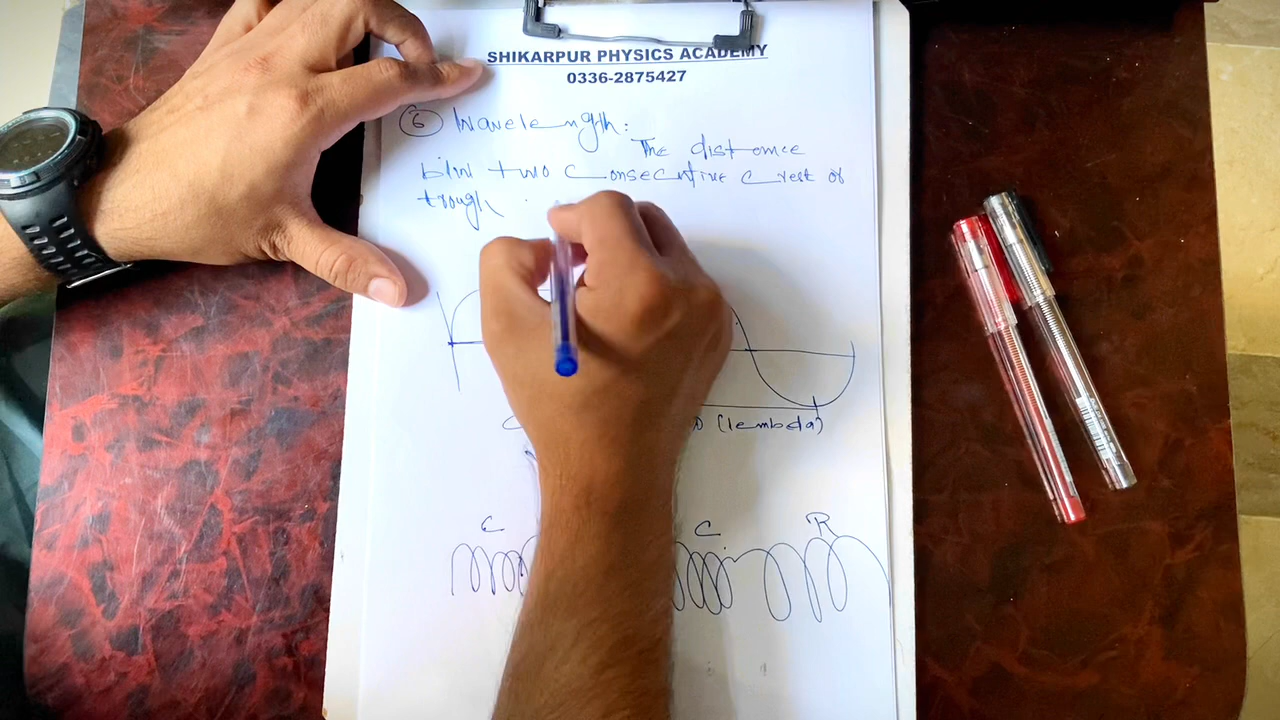 SHIKARPUR PHYSICS ACADEMY
0336-2875427
6 Wavelength:
The distance
b/w two consecutive crest or
trough
(lembda)
C C R